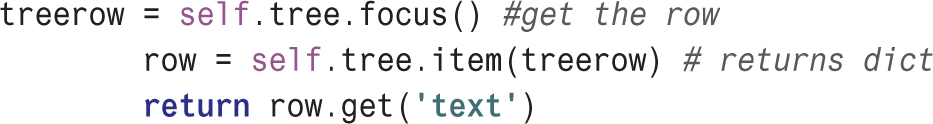 treerow = self.tree.focus() #get the row
row = self.tree.item(treerow) # returns dict
return row.get('text')